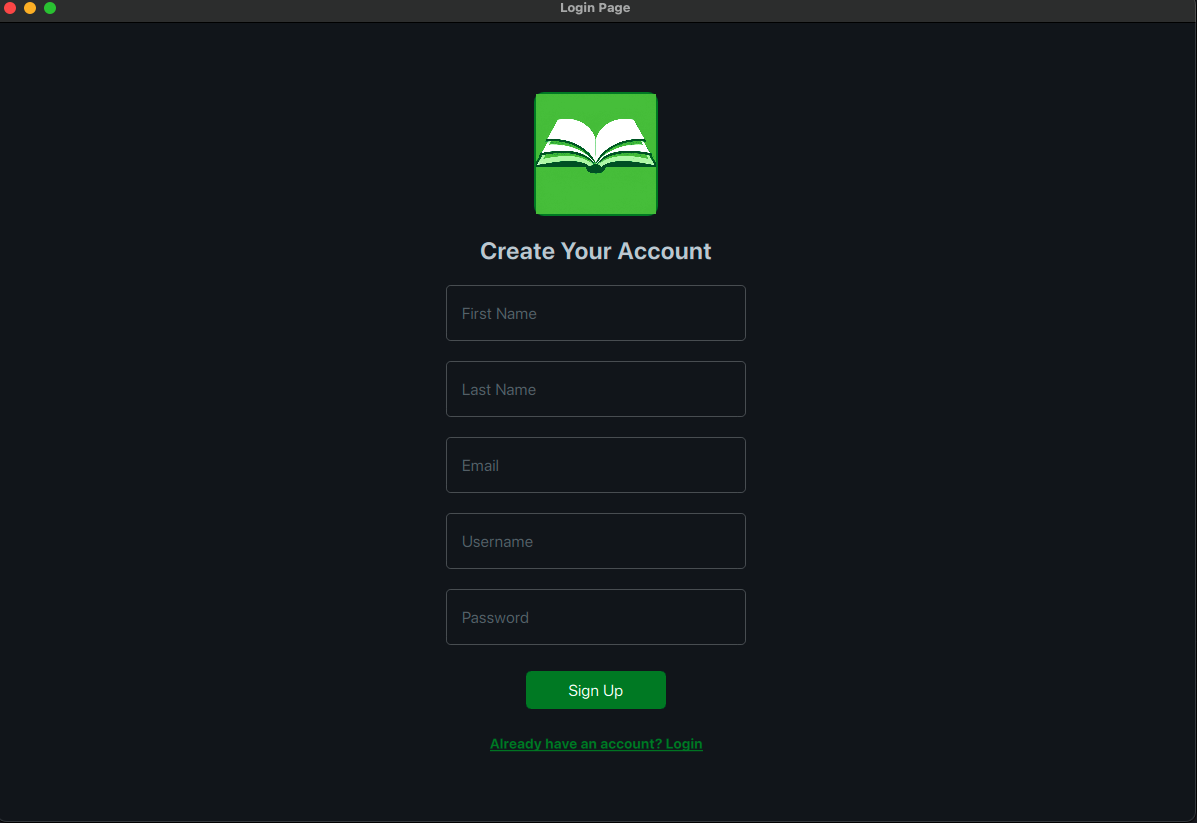 Login Page
Create Your Account
First Name
Last Name
Email
Username
Password
Sign Up
Already have an account? Login